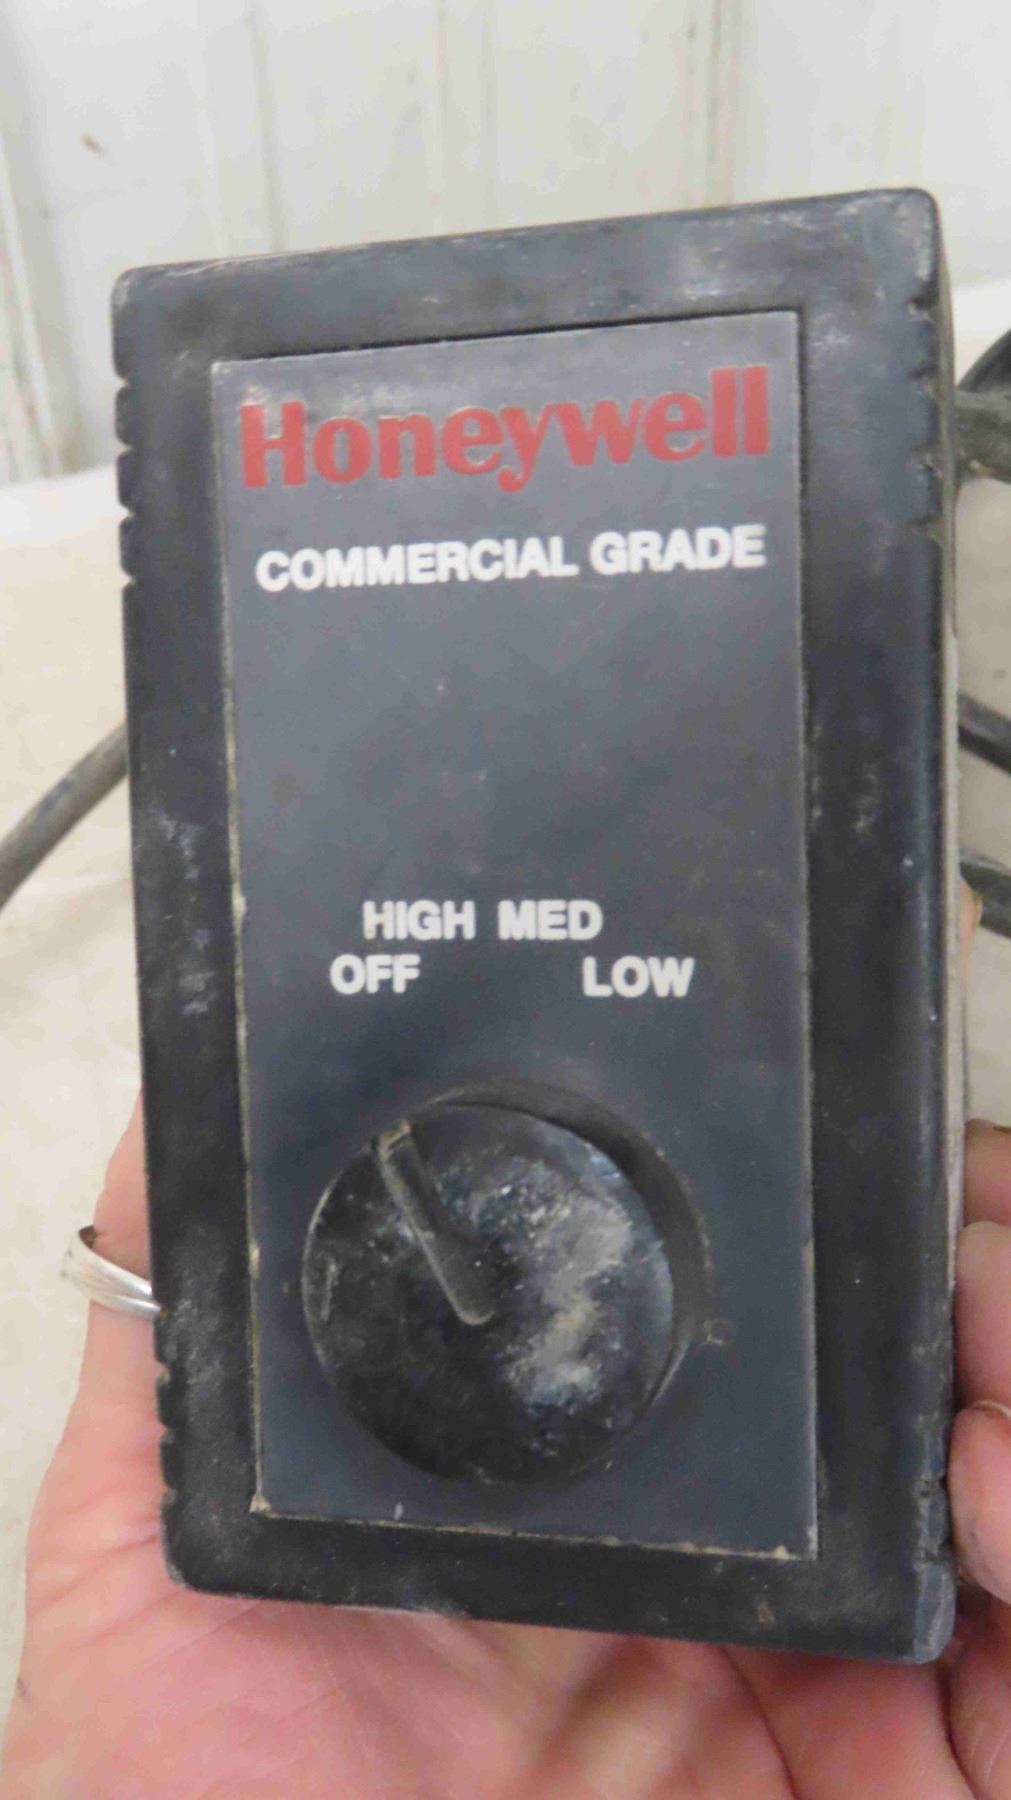 Honeywell
COMMERCIAL GRADE
HIGH MED
OFF LOW